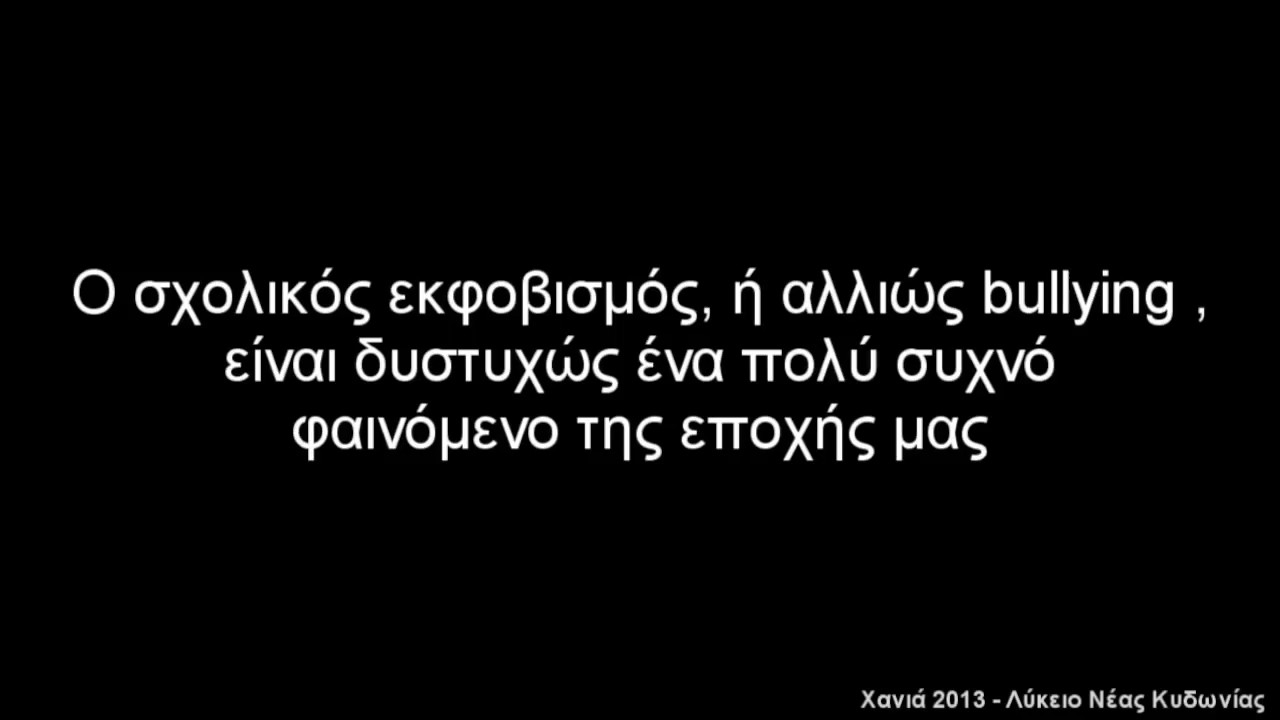 Ο σχολικός εκφοβισμός, ή αλλιώς bullying ,
είναι δυστυχώς ένα πολύ συχνό
φαινόμενο της εποχής μας
Χανιά 2013 - Λύκειο Νέας Κυδωνίας